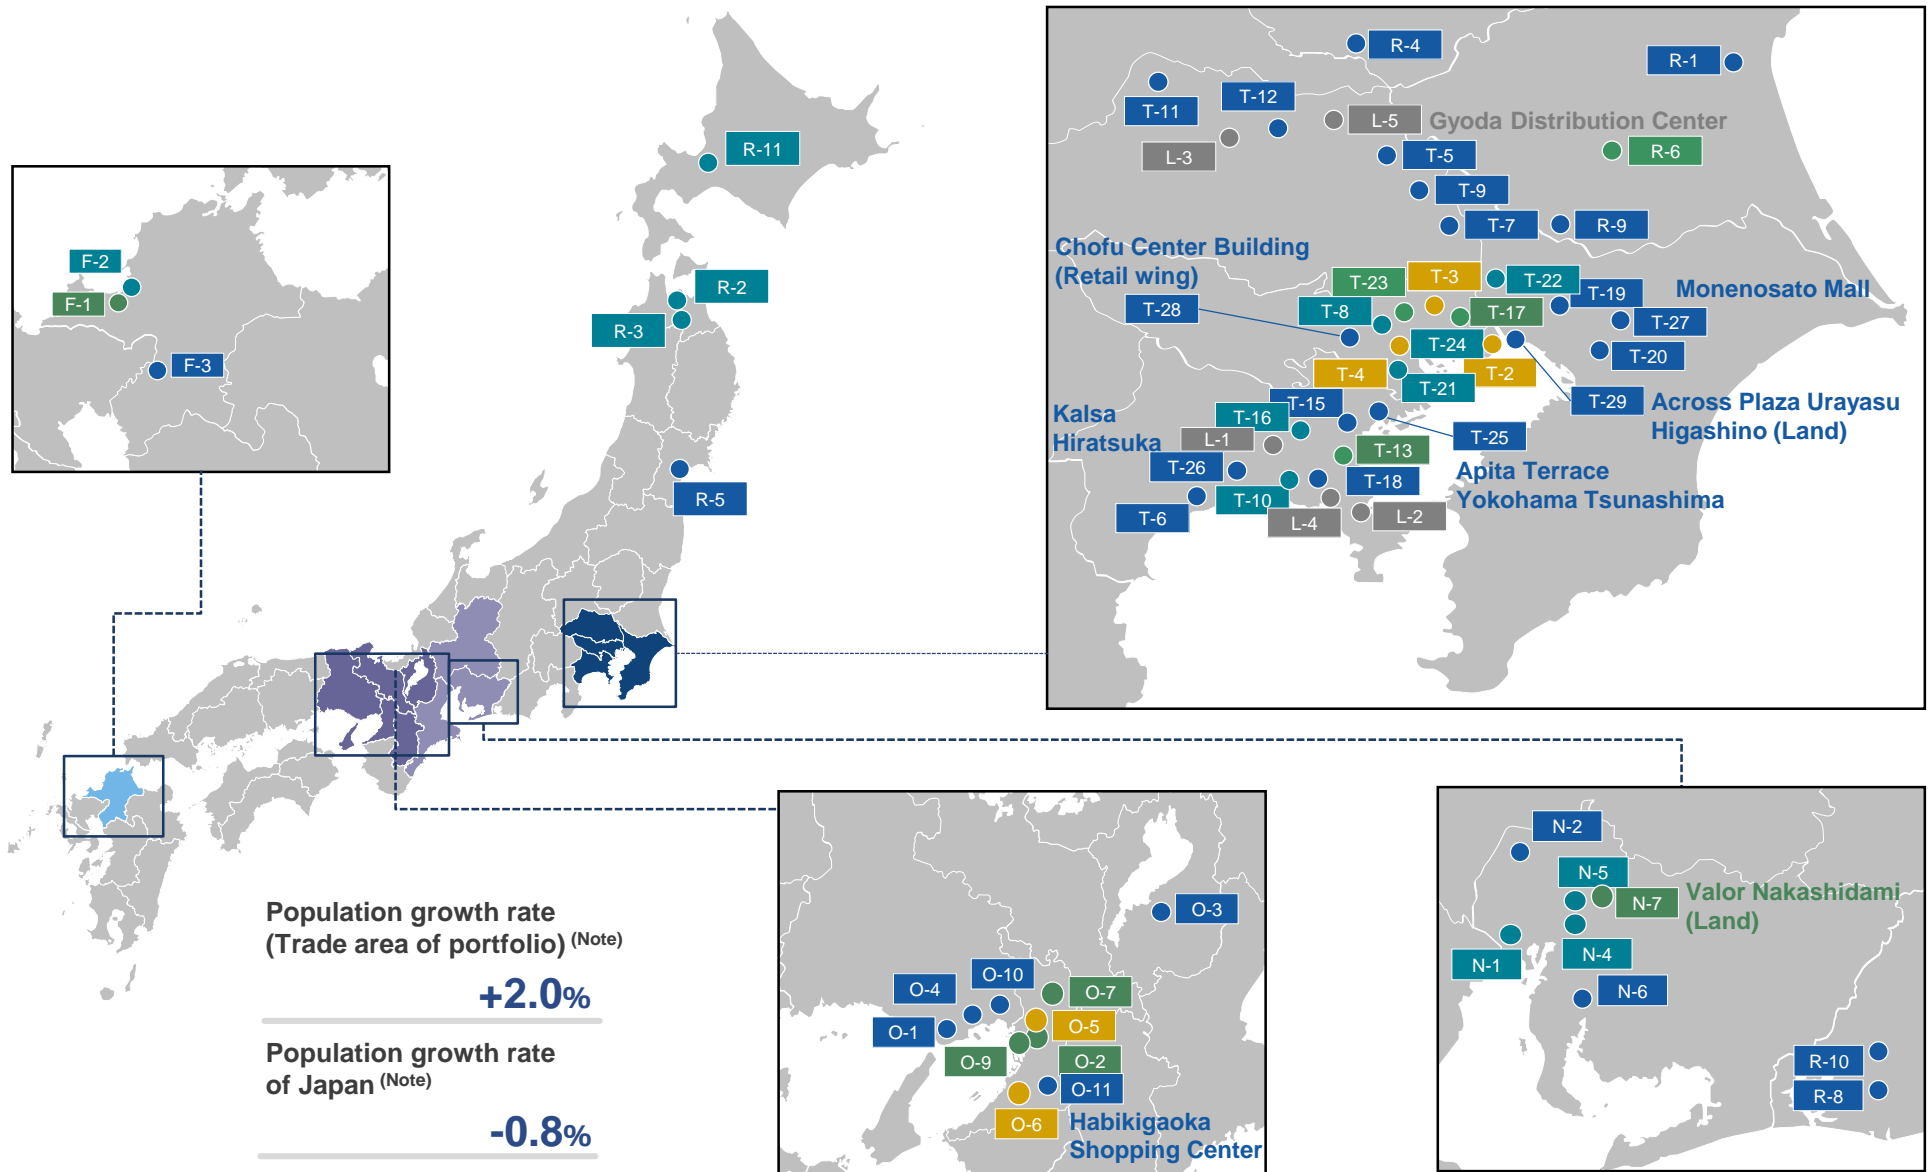 R-11
R-2
R-3
R-5
F-2
F-1
F-3
R-4
R-1
T-11
T-12
L-5
Gyoda Distribution Center
L-3
T-5
R-6
T-9
T-7
R-9
Chofu Center Building
(Retail wing)
T-28
T-23
T-3
T-22
T-19
Monenosato Mall
T-8
T-17
T-27
T-24
T-20
T-4
T-2
T-21
T-29
Across Plaza Urayasu
Higashino (Land)
Kalsa
Hiratsuka
T-15
T-16
L-1
T-25
T-13
T-26
T-18
Apita Terrace
Yokohama Tsunashima
T-10
T-6
L-4
L-2
Population growth rate
(Trade area of portfolio) (Note)
+2.0%
Population growth rate
of Japan (Note)
-0.8%
O-3
O-10
O-4
O-7
O-1
O-5
O-9
O-2
O-11
O-6
Habikigaoka
Shopping Center
N-2
N-5
N-7
Valor Nakashidami
(Land)
N-1
N-4
N-6
R-10
R-8